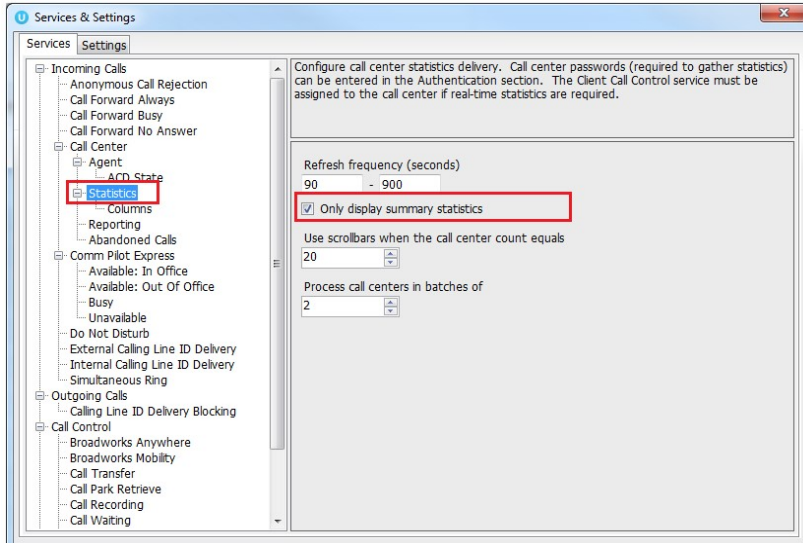 Services & Settings
Services
Settings
Incoming Calls
Anonymous Call Rejection
Call Forward Always
Call Forward Busy
Call Forward No Answer
Call Center
Agent
ACD State
Statistics
Columns
Reporting
Abandoned Calls
Comm Pilot Express
Available: In Office
Available: Out Of Office
Busy
Unavailable
Do Not Disturb
External Calling Line ID Delivery
Internal Calling Line ID Delivery
Simultaneous Ring
Outgoing Calls
Calling Line ID Delivery Blocking
Call Control
Broadworks Anywhere
Broadworks Mobility
Call Transfer
Call Park Retrieve
Call Recording
Call Waiting
Configure call center statistics delivery. Call center passwords (required to gather statistics)
can be entered in the Authentication section. The Client Call Control service must be
assigned to the call center if real-time statistics are required.
Refresh frequency (seconds)
90 - 900
Only display summary statistics
Use scrollbars when the call center count equals
20
Process call centers in batches of
2